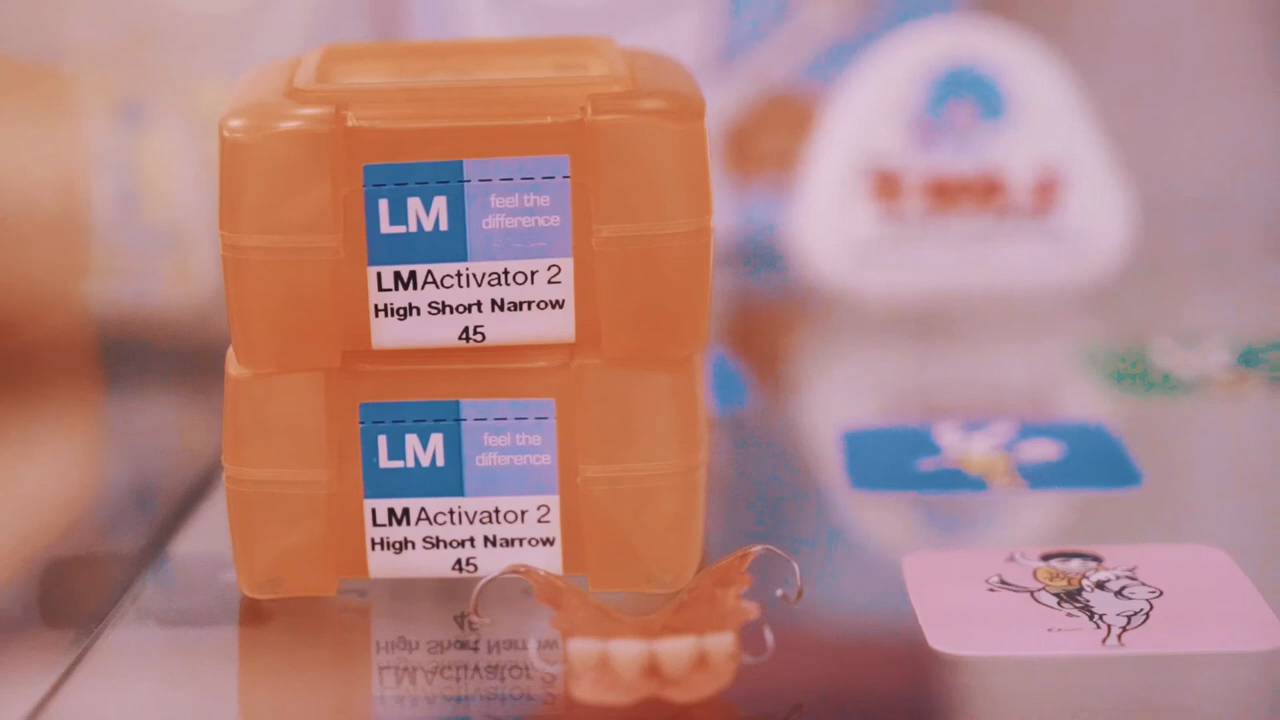 LM
feel the
difference
LMActivator 2
High Short Narrow
45
LM
feel the
difference
LMActivator 2
High Short Narrow
45